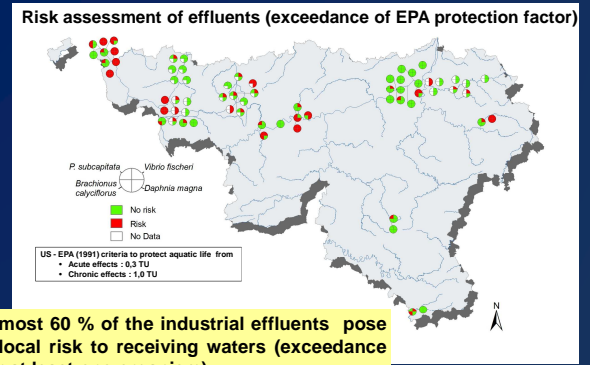 Risk assessment of effluents (exceedance of EPA protection factor)
P. subcapitata
Vibrio fischeri
Brachionus
calyciflorus
Daphnia magna
No risk
Risk
No Data
US - EPA (1991) criteria to protect aquatic life from
• Acute effects : 0,3 TU
• Chronic effects : 1,0 TU
N
most 60 % of the industrial effluents pose
local risk to receiving waters (exceedance